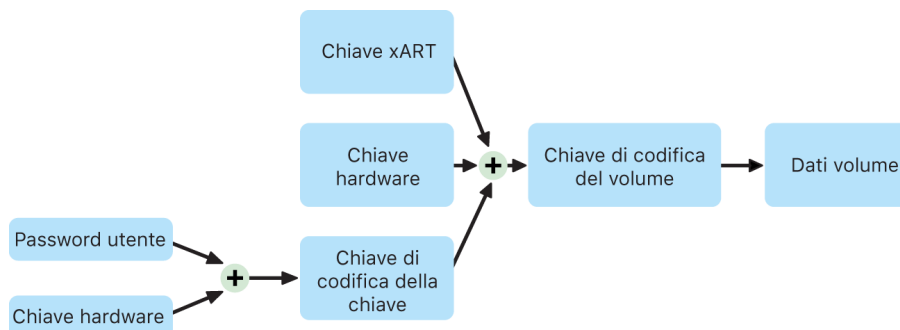 Chiave xART
Chiave
hardware
Chiave di codifica
del volume
Dati volume
Password utente
Chiave di
codifica della
chiave
Chiave hardware